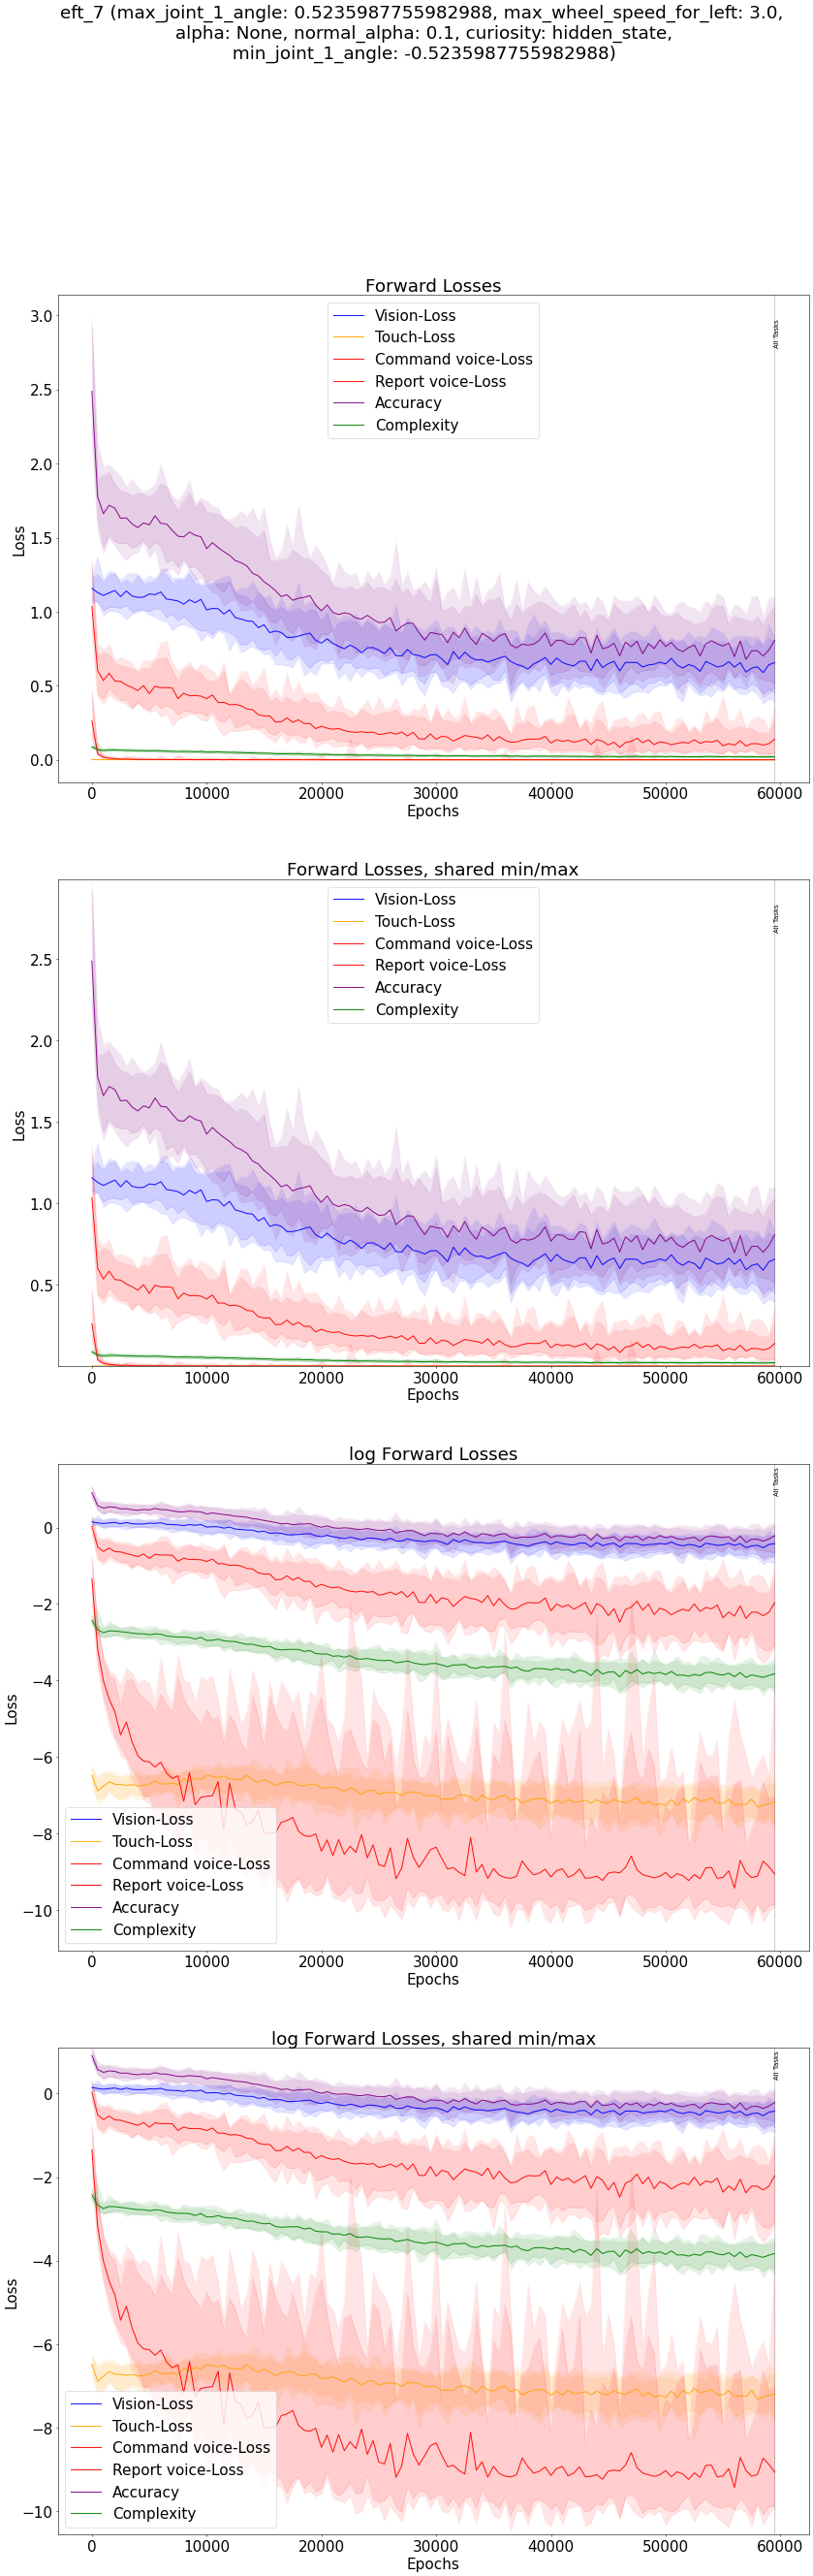 eft_7 (max_joint_1_angle: 0.5235987755982988, max_wheel_speed_for_left: 3.0,
alpha: None, normal_alpha: 0.1, curiosity: hidden_state,
min_joint_1_angle: -0.5235987755982988)
Forward Losses
Vision-Loss
Touch-Loss
Command voice-Loss
Report voice-Loss
Accuracy
Complexity
All Tasks
3.0
2.5
2.0
1.5
1.0
0.5
0.0
Loss
0 10000 20000 30000 40000 50000 60000
Epochs
Forward Losses, shared min/max
Vision-Loss
Touch-Loss
Command voice-Loss
Report voice-Loss
Accuracy
Complexity
All Tasks
2.5
2.0
1.5
1.0
0.5
Loss
0 10000 20000 30000 40000 50000 60000
Epochs
log Forward Losses
All Tasks
0
−2
−4
−6
−8
−10
Loss
Vision-Loss
Touch-Loss
Command voice-Loss
Report voice-Loss
Accuracy
Complexity
0 10000 20000 30000 40000 50000 60000
Epochs
log Forward Losses, shared min/max
All Tasks
0
−2
−4
−6
−8
−10
Loss
Vision-Loss
Touch-Loss
Command voice-Loss
Report voice-Loss
Accuracy
Complexity
0 10000 20000 30000 40000 50000 60000
Epochs